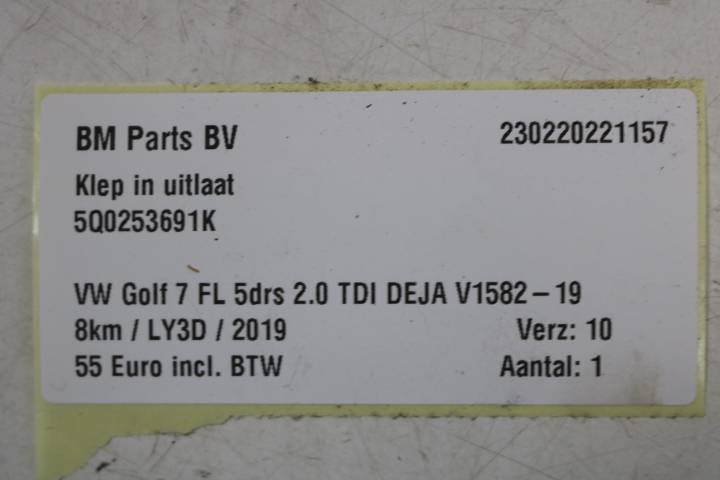 BM Parts BV 230220221157
Klep in uitlaat
5Q0253691K
VW Golf 7 FL 5drs 2.0 TDI DEJA V1582-19
8km / LY3D / 2019 Verz: 10
55 Euro incl. BTW Aantal: 1